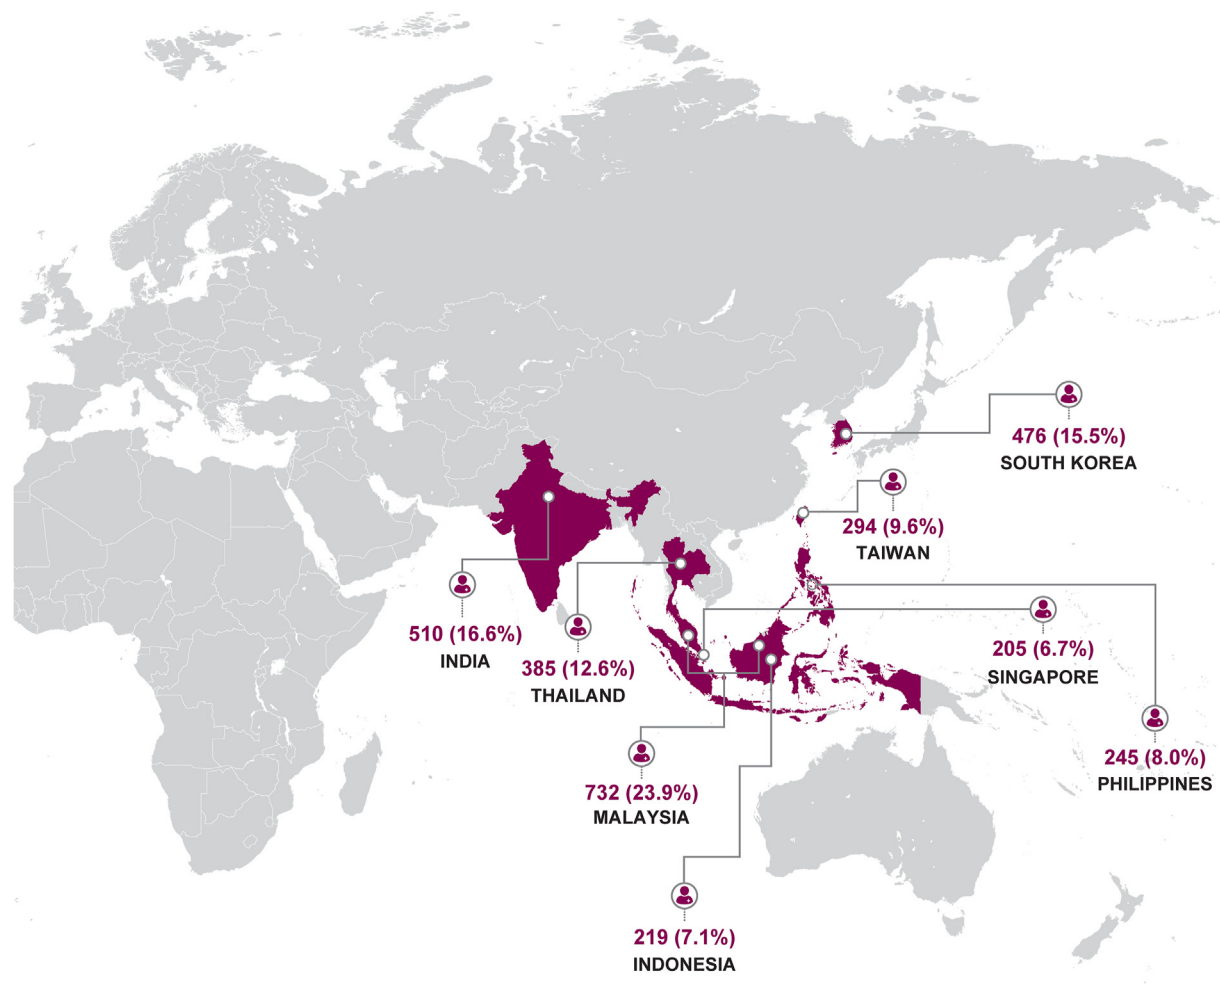 476 (15.5%)
SOUTH KOREA
294 (9.6%)
TAIWAN
510 (16.6%)
INDIA
385 (12.6%)
THAILAND
205 (6.7%)
SINGAPORE
245 (8.0%)
PHILIPPINES
732 (23.9%)
MALAYSIA
219 (7.1%)
INDONESIA